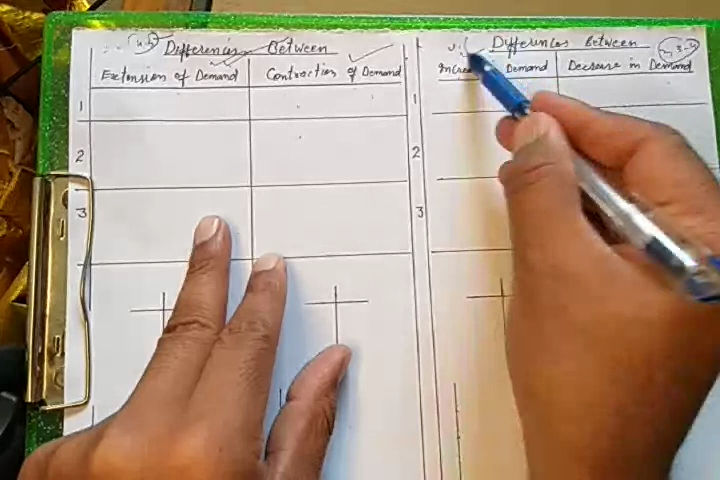 Differences Between
Extension of Demand
Contraction of Demand
1
2
3
Differences Between
Demand
Decrease in Demand
1
2
3